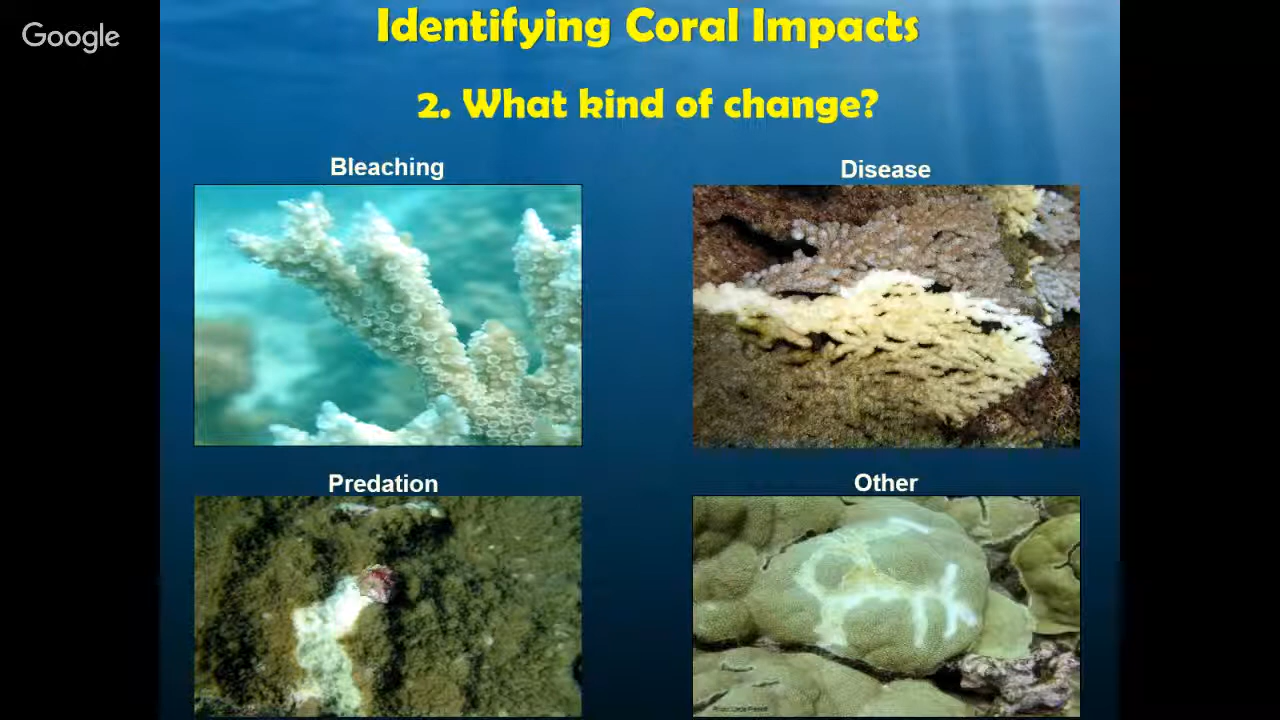 Google
Identifying Coral Impacts
2. What kind of change?
Bleaching
Disease
Predation
Other